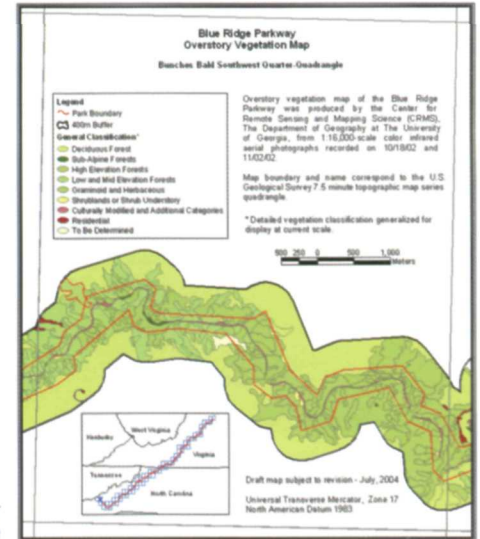 Blue Ridge Parkway
Overstory Vegetation Map
Bunches Bald Southwest Quarter-Quadrangle
Legend
Park Boundary
400m Buffer
General Classification*
Deciduous Forest
Sub-Alpine Forests
High Elevation Forests
Low and Mid Elevation Forests
Graminoid and Herbaceous
Shrublands or Shrub Understory
Culturally Modified and Additional Categories
Residential
To Be Determined
Overstory vegetation map of the Blue Ridge
Parkway was produced by the Center for
Remote Sensing and Mapping Science (CRMS),
The Department of Geography at The University
of Georgia, from 1:16,000-scale color infrared
aerial photographs recorded on 10/18/02 and
11/02/02.
Map boundary and name correspond to the U.S.
Geological Survey 7.5 minute topographic map series
quadrangle.
* Detailed vegetation classification generalized for
display at current scale.
500 250 0 500 1,000
Meters
West Virginia
Kentucky
Virginia
Tennessee
North Carolina
Draft map subject to revision - July, 2004
Universal Transverse Mercator, Zone 17
North American Datum 1983